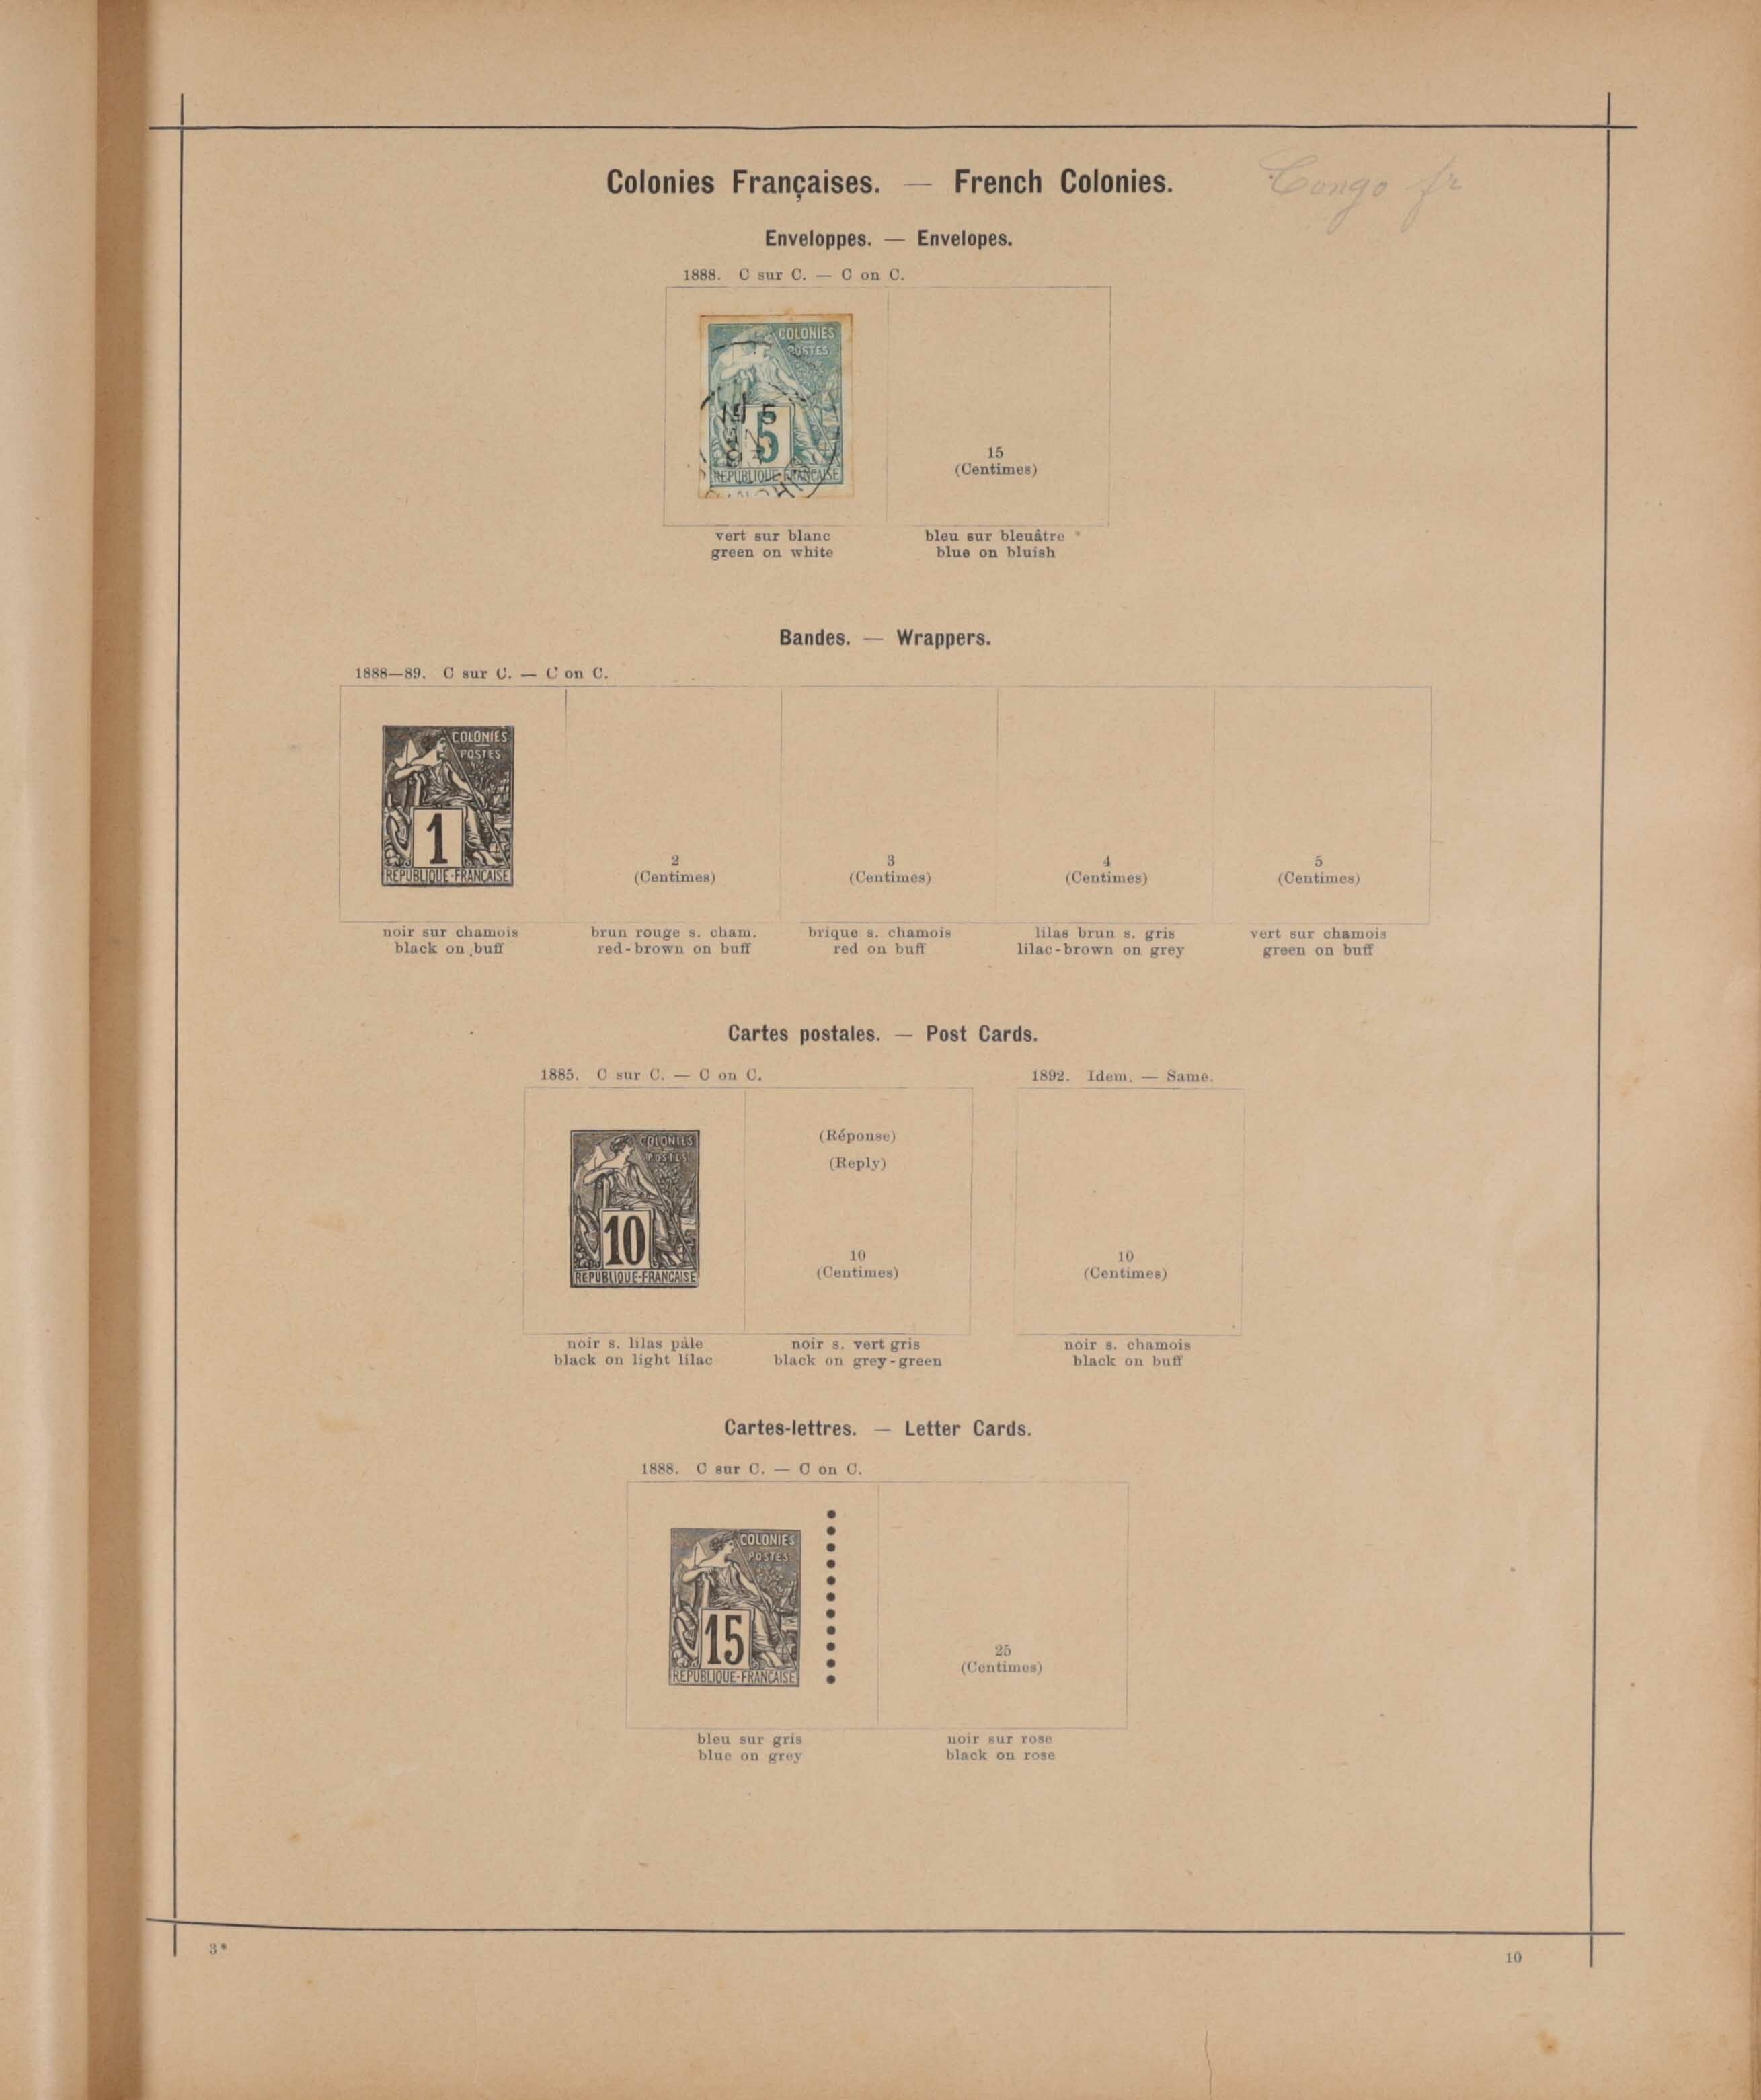 Colonies Françaises. — French Colonies.
Congo fr
Enveloppes. — Envelopes.
1888. C sur C. — C on C.
COLONIES
POSTES
5
REPUBLIQUE-FRANCAISE
15
(Centimes)
vert sur blanc
green on white
bleu sur bleuâtre
blue on bluish
Bandes. — Wrappers.
1888—89. C sur C. — C on C.
COLONIES
POSTES
1
REPUBLIQUE-FRANCAISE
2
(Centimes)
3
(Centimes)
4
(Centimes)
5
(Centimes)
noir sur chamois
black on buff
brun rouge s. cham.
red-brown on buff
brique s. chamois
red on buff
lilas brun s. gris
lilac-brown on grey
vert sur chamois
green on buff
Cartes postales. — Post Cards.
1885. C sur C. — C on C.
1892. Idem. — Same.
COLONIES
POSTES
10
REPUBLIQUE-FRANCAISE
(Réponse)
(Reply)
10
(Centimes)
10
(Centimes)
noir s. lilas pâle
black on light lilac
noir s. vert gris
black on grey-green
noir s. chamois
black on buff
Cartes-lettres. — Letter Cards.
1888. C sur C. — C on C.
COLONIES
POSTES
15
REPUBLIQUE-FRANCAISE
25
(Centimes)
bleu sur gris
blue on grey
noir sur rose
black on rose
3*
10